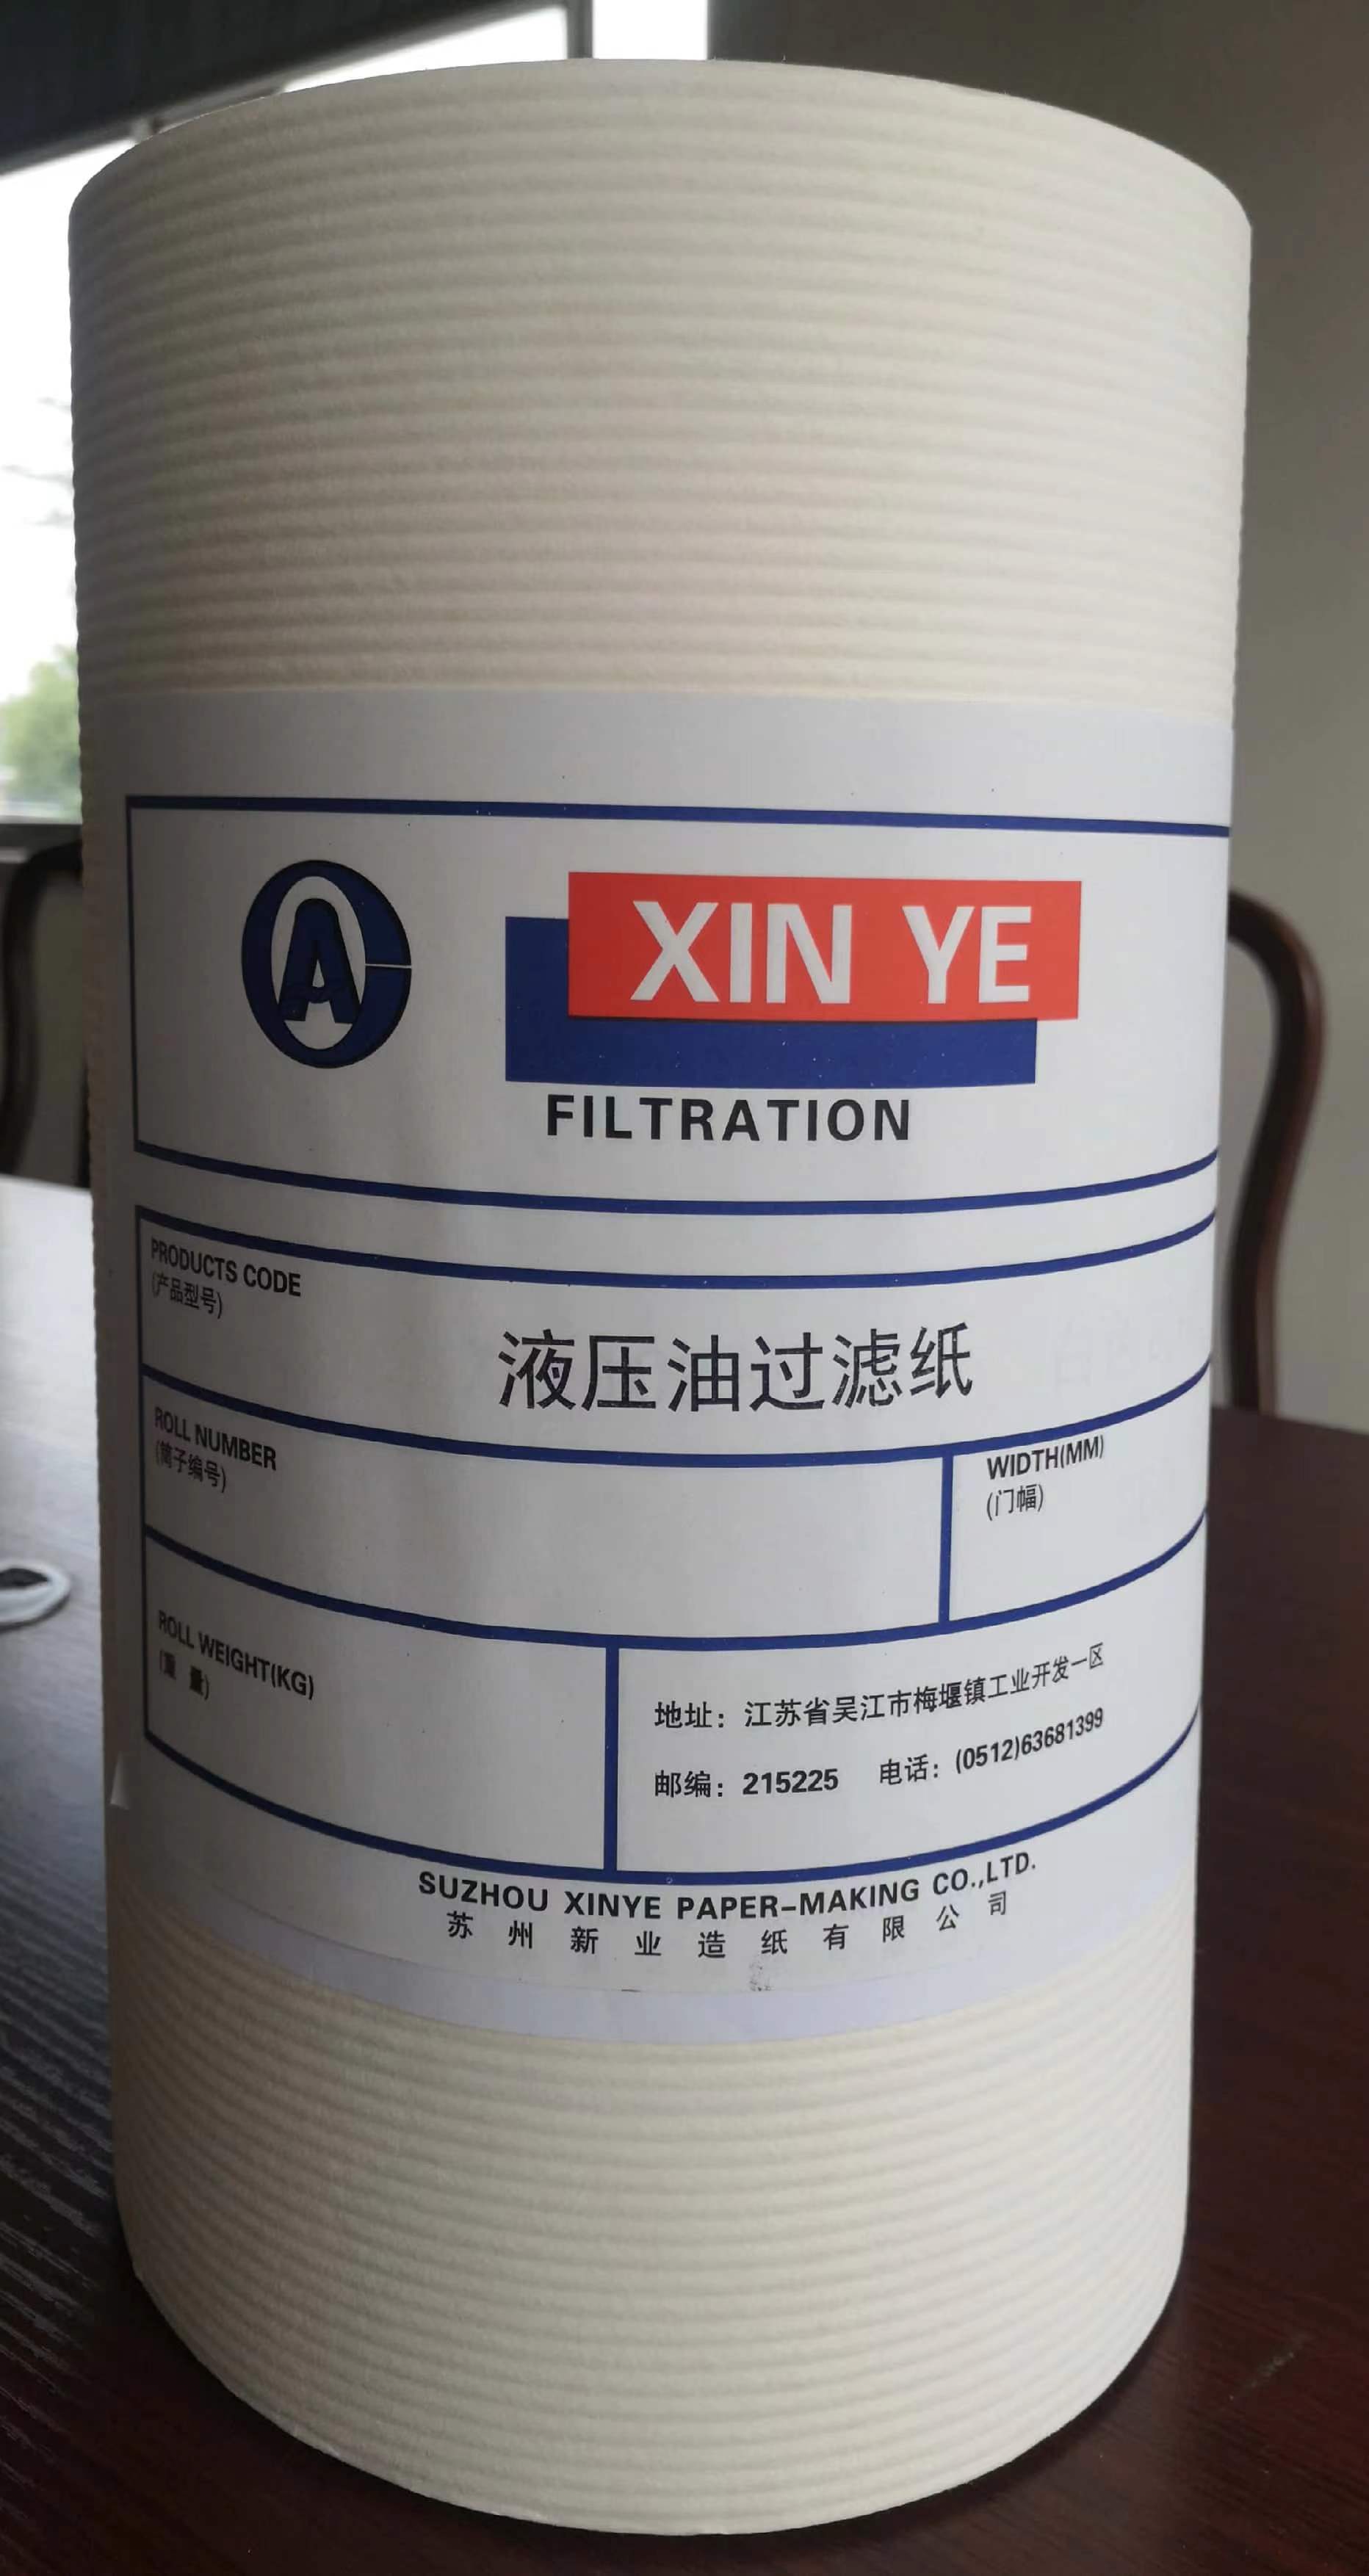 A
XIN YE
FILTRATION
PRODUCTS CODE
(产品型号)
液压油过滤纸
ROLL NUMBER
(筒子编号)
WIDTH(MM)
(门幅)
ROLL WEIGHT(KG)
(重 量)
地址：江苏省吴江市梅堰镇工业开发一区
邮编：215225 电话：(0512)63681399
SUZHOU XINYE PAPER-MAKING CO.,LTD.
苏州新业造纸有限公司